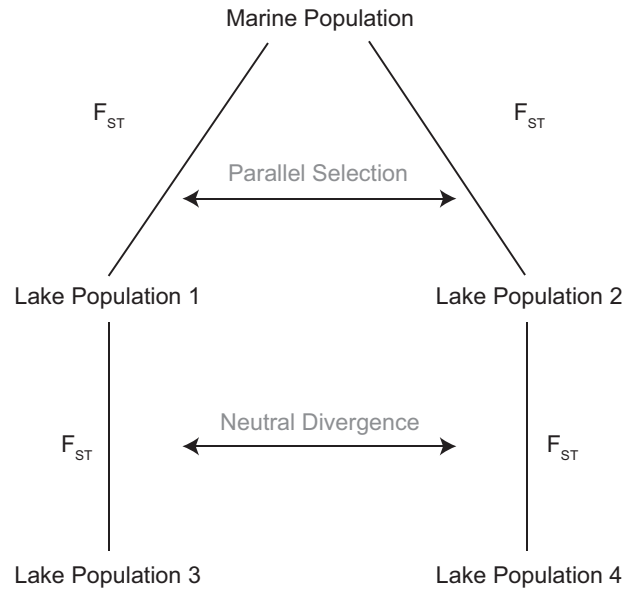 Marine Population
F_ST F_ST
Parallel Selection
Lake Population 1 Lake Population 2
Neutral Divergence
F_ST F_ST
Lake Population 3 Lake Population 4